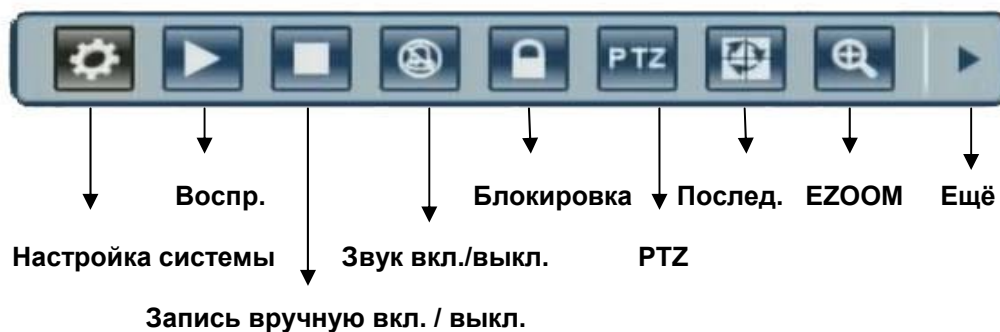 PTZ
Воспр. Блокировка Послед. EZOOM Ещё
Настройка системы Звук вкл./выкл. PTZ
Запись вручную вкл. / выкл.